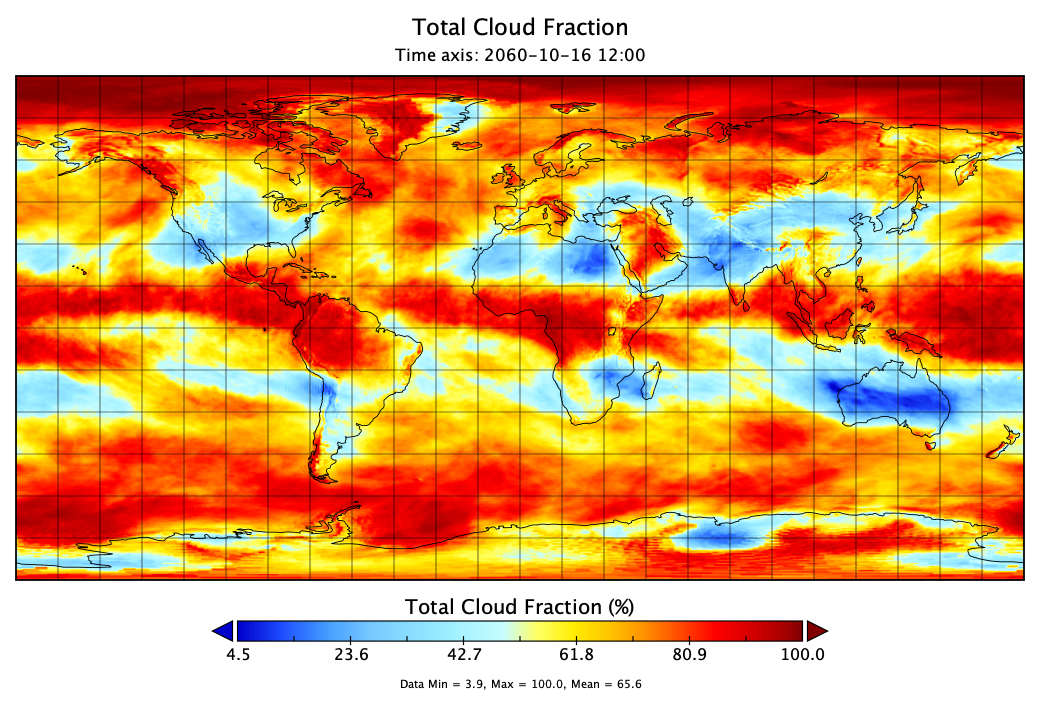 Total Cloud Fraction
Time axis: 2060-10-16 12:00
Total Cloud Fraction (%)
4.5 23.6 42.7 61.8 80.9 100.0
Data Min = 3.9, Max = 100.0, Mean = 65.6